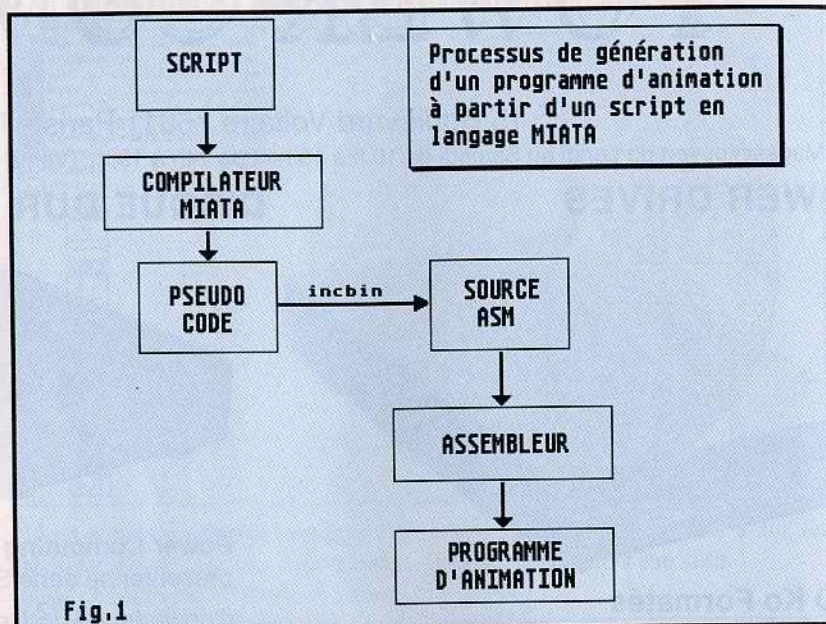 SCRIPT
Processus de génération
d'un programme d'animation
à partir d'un script en
langage MIATA
COMPILATEUR
MIATA
PSEUDO
CODE
incbin
SOURCE
ASM
ASSEMBLEUR
PROGRAMME
D'ANIMATION
Fig.1